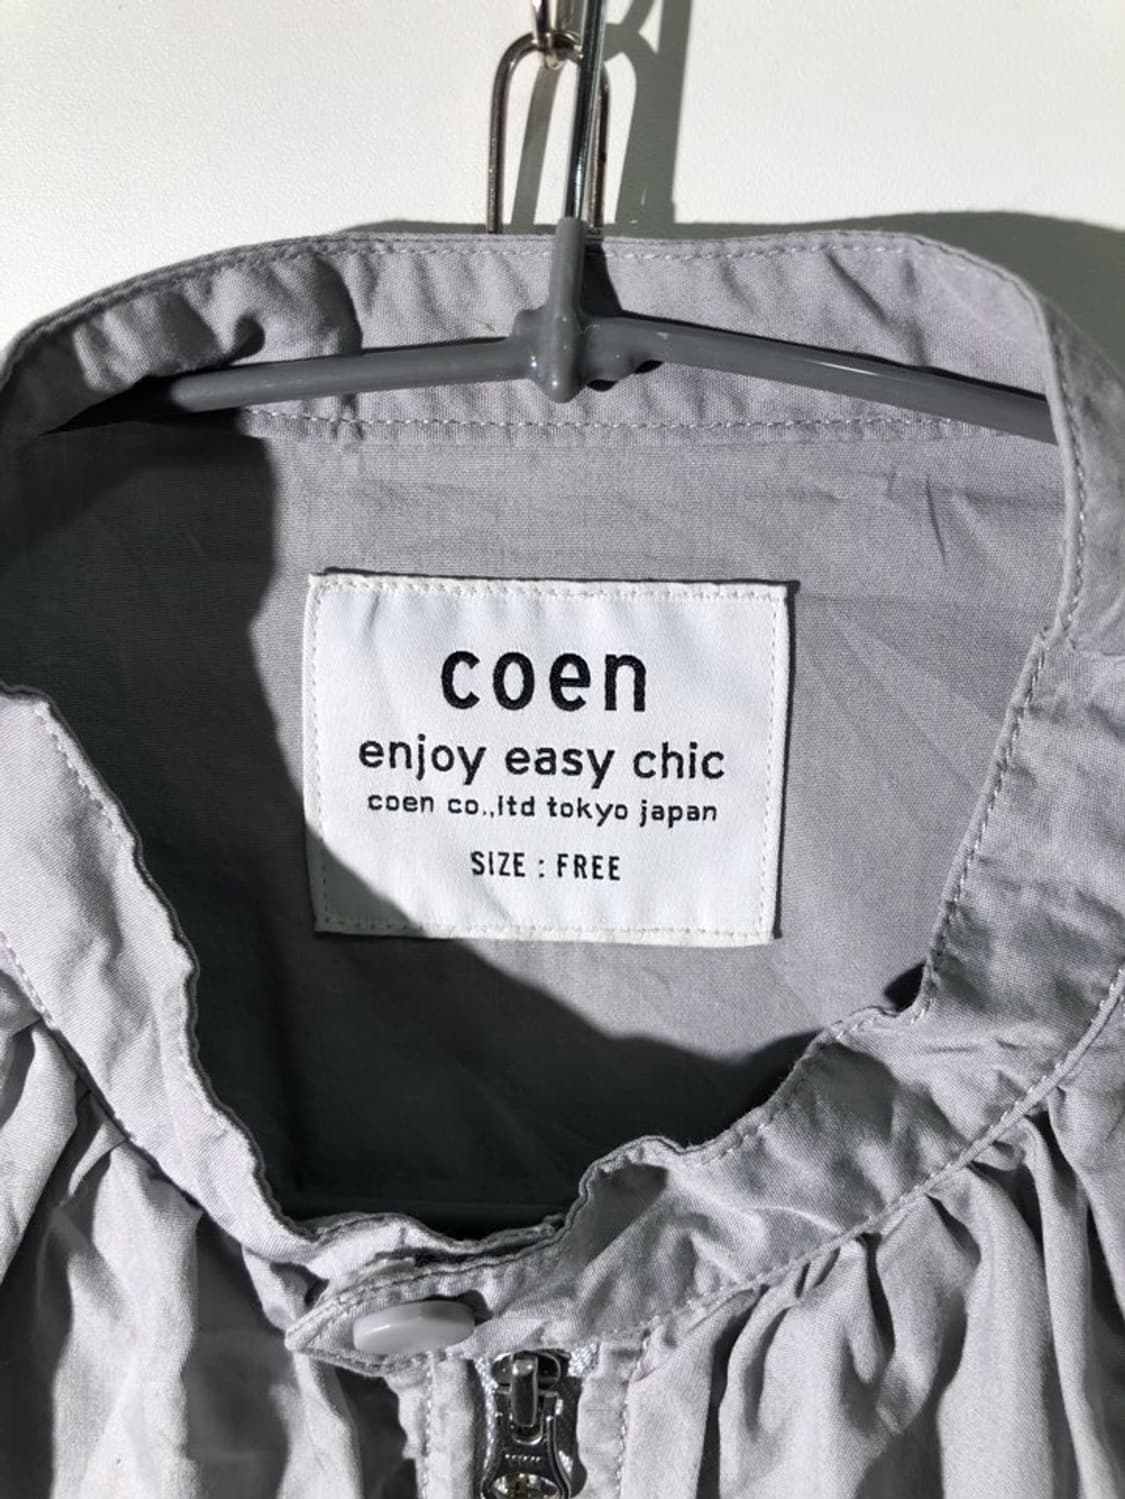 coen
enjoy easy chic
coen co.,ltd tokyo japan
SIZE : FREE